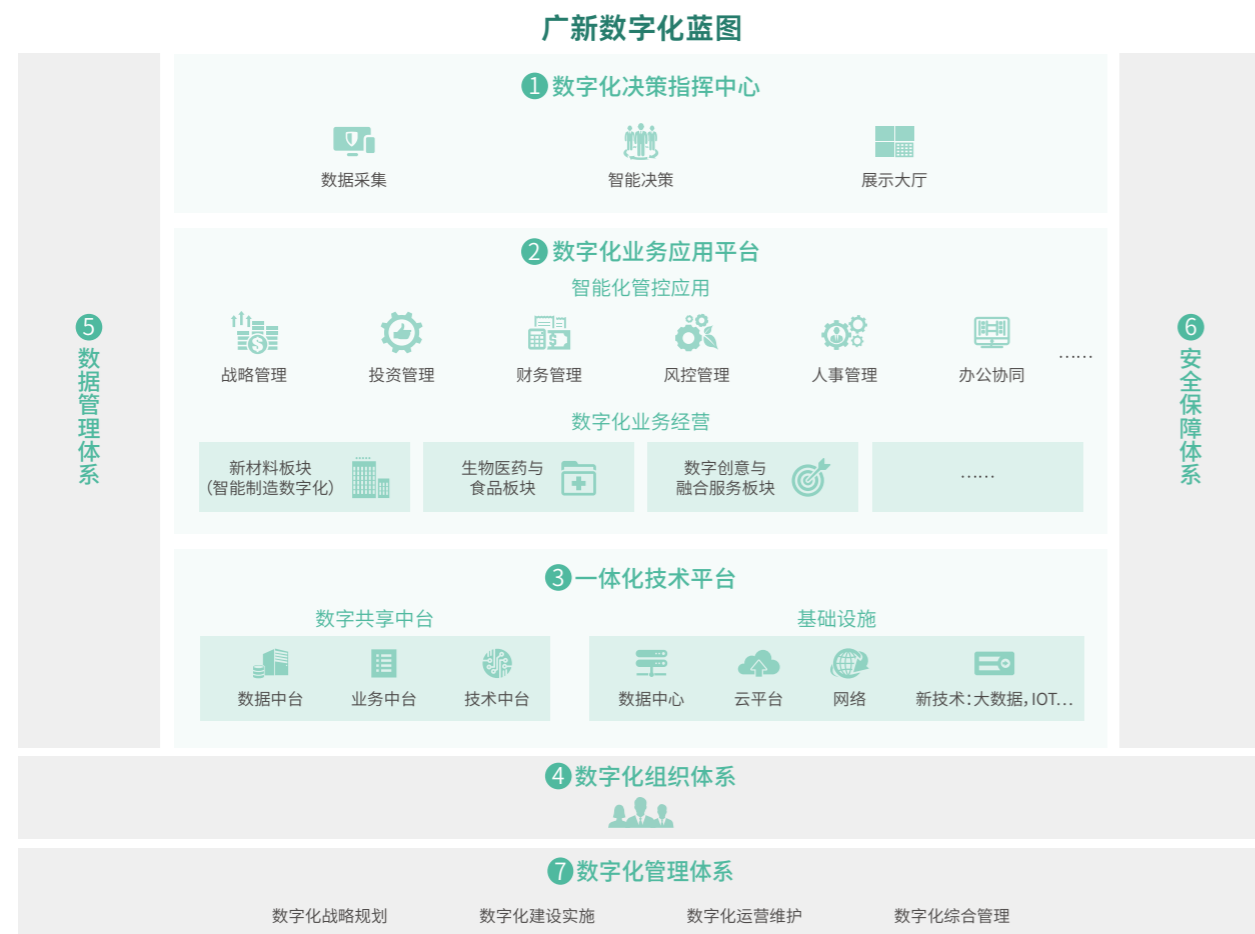 广新数字化蓝图
1 数字化决策指挥中心
数据采集
智能决策
展示大厅
2 数字化业务应用平台
智能化管控应用
战略管理
投资管理
财务管理
风控管理
人事管理
办公协同
……
数字化业务经营
新材料板块
(智能制造数字化)
生物医药与
食品板块
数字创意与
融合服务板块
……
3 一体化技术平台
数字共享中台
数据中台
业务中台
技术中台
基础设施
数据中心
云平台
网络
新技术：大数据，IOT…
5 数据管理体系
6 安全保障体系
4 数字化组织体系
7 数字化管理体系
数字化战略规划
数字化建设实施
数字化运营维护
数字化综合管理